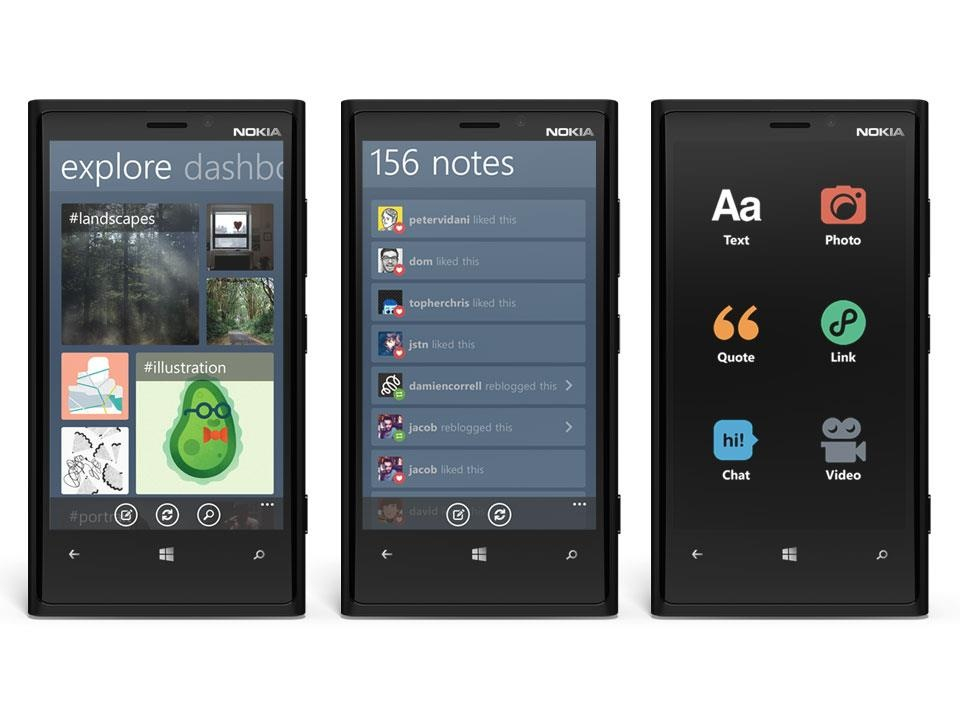 NOKIA
explore dashbo
#landscapes
#illustration
#portr
NOKIA
156 notes
petervidani liked this
dom liked this
topherchris liked this
jstn liked this
damiencorrell reblogged this
jacob reblogged this
jacob liked this
david
NOKIA
Aa
Text
Photo
Quote
Link
hi!
Chat
Video